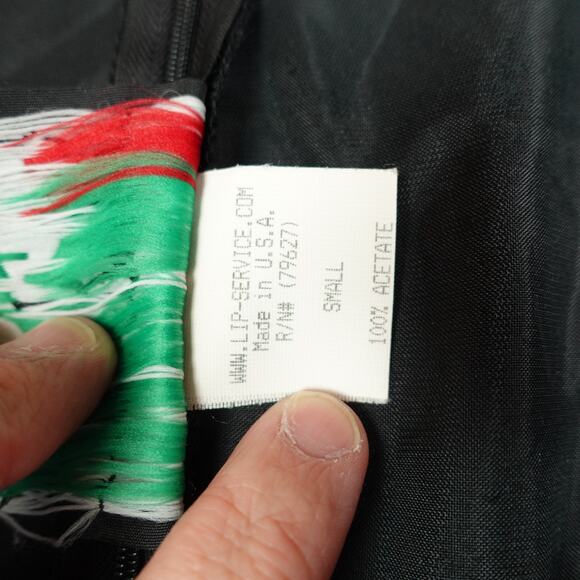 WWW.LIP-SERVICE.COM
Made in U.S.A.
R/N# (79627)
SMALL
100% ACETATE